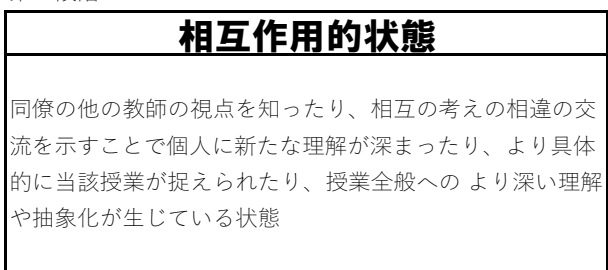 相互作用的状態
同僚の他の教師の視点を知ったり、相互の考えの相違の交
流を示すことで個人に新たな理解が深まったり、より具体
的に当該授業が捉えられたり、授業全般への より深い理解
や抽象化が生じている状態